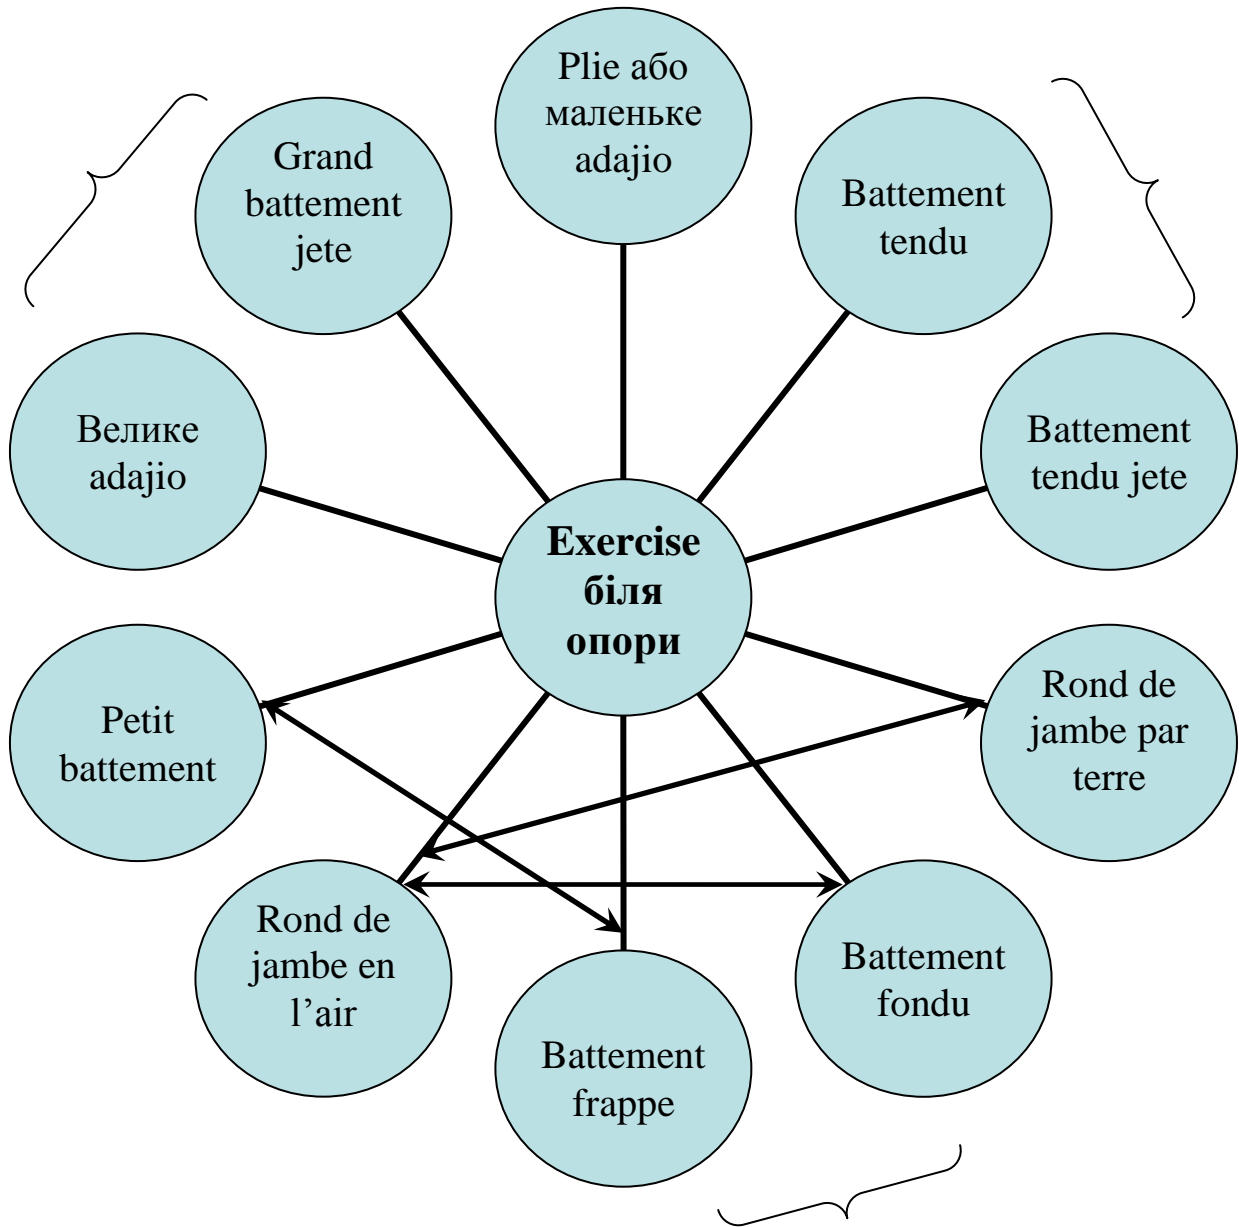 Plie або
маленьке
adajio
Battement
tendu
Battement
tendu jete
Rond de
jambe par
terre
Battement
fondu
Battement
frappe
Rond de
jambe en
l’air
Petit
battement
Велике
adajio
Grand
battement
jete
Exercise
біля
опори